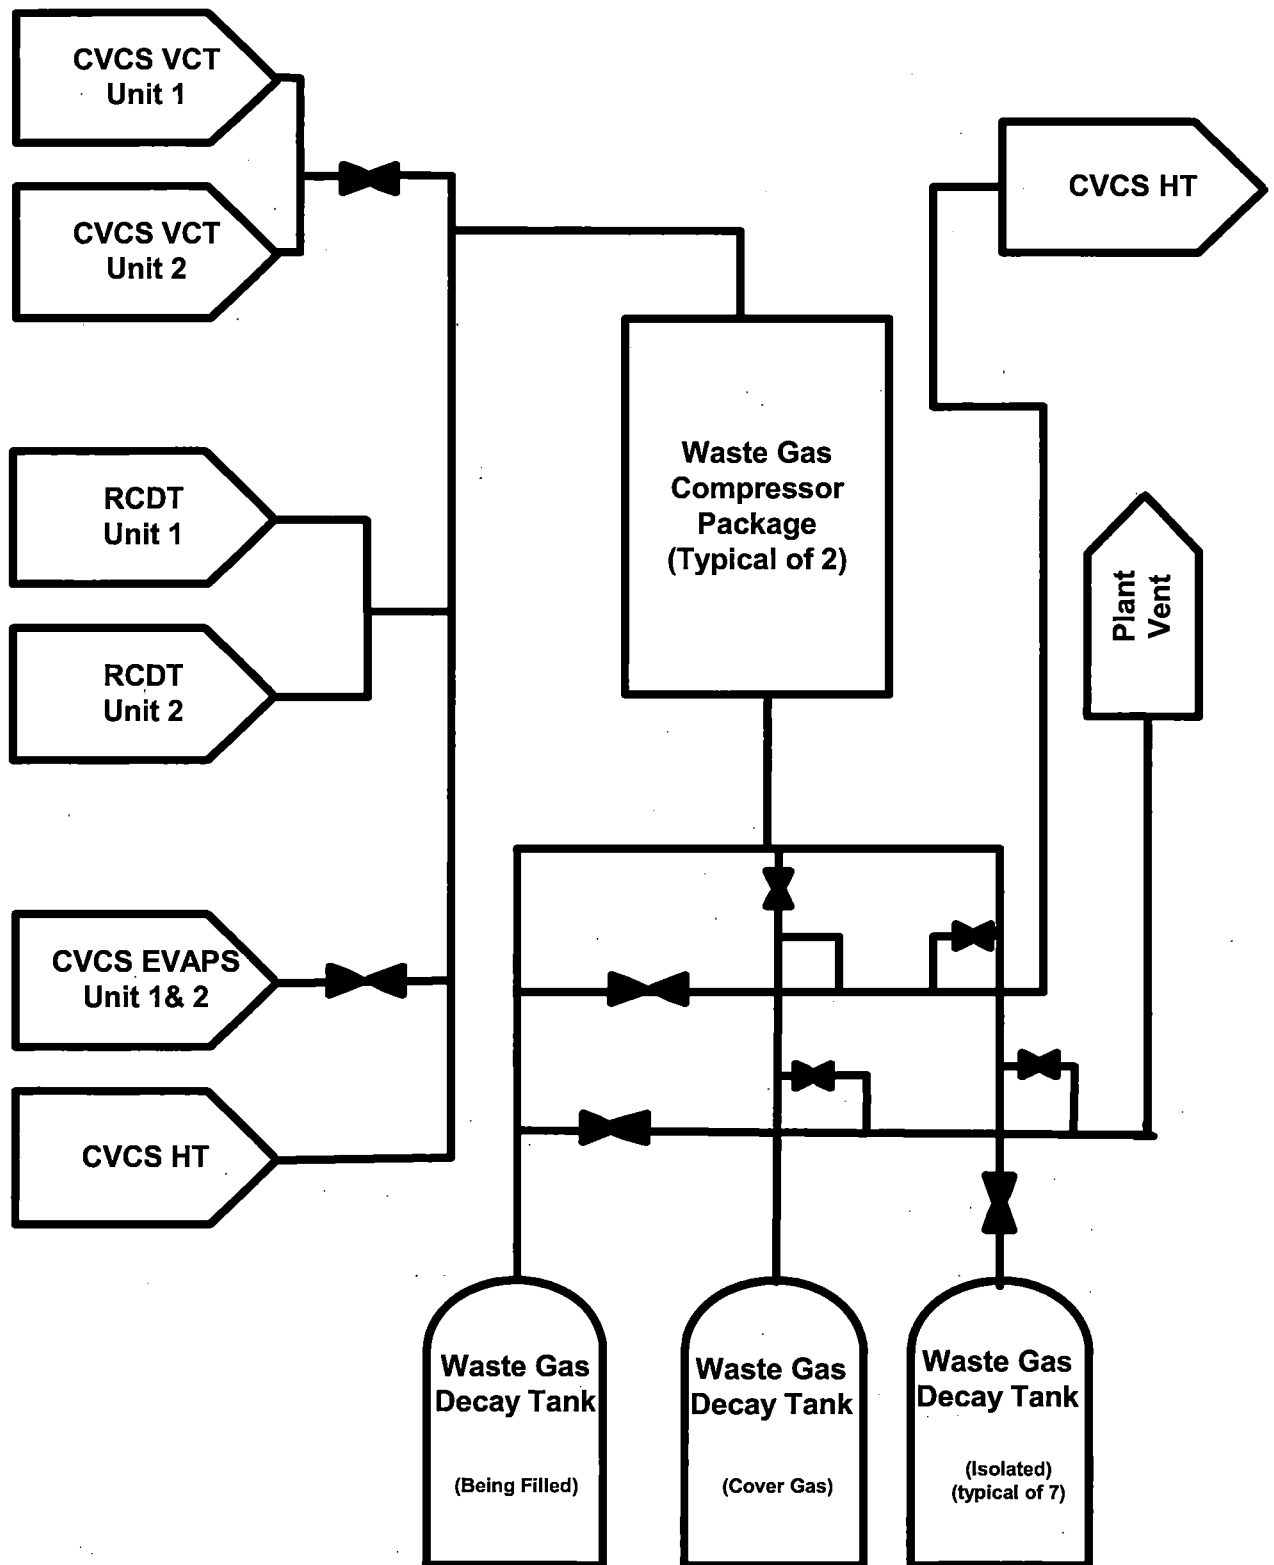 CVCS VCT
Unit 1
CVCS VCT
Unit 2
CVCS HT
Waste Gas
Compressor
Package
(Typical of 2)
RCDT
Unit 1
RCDT
Unit 2
Plant
Vent
CVCS EVAPS
Unit 1& 2
CVCS HT
Waste Gas
Decay Tank
(Being Filled)
Waste Gas
Decay Tank
(Cover Gas)
Waste Gas
Decay Tank
(Isolated)
(typical of 7)